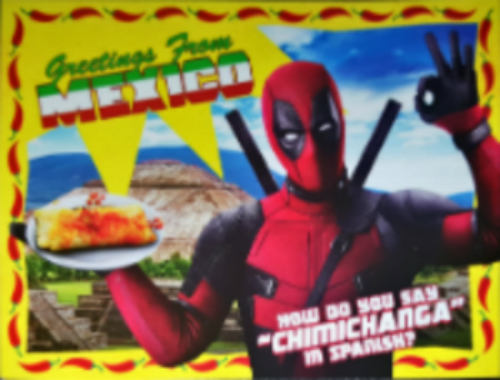 Greetings From
MEXICO
HOW DO YOU SAY
"CHIMICHANGA"
IN SPANISH?